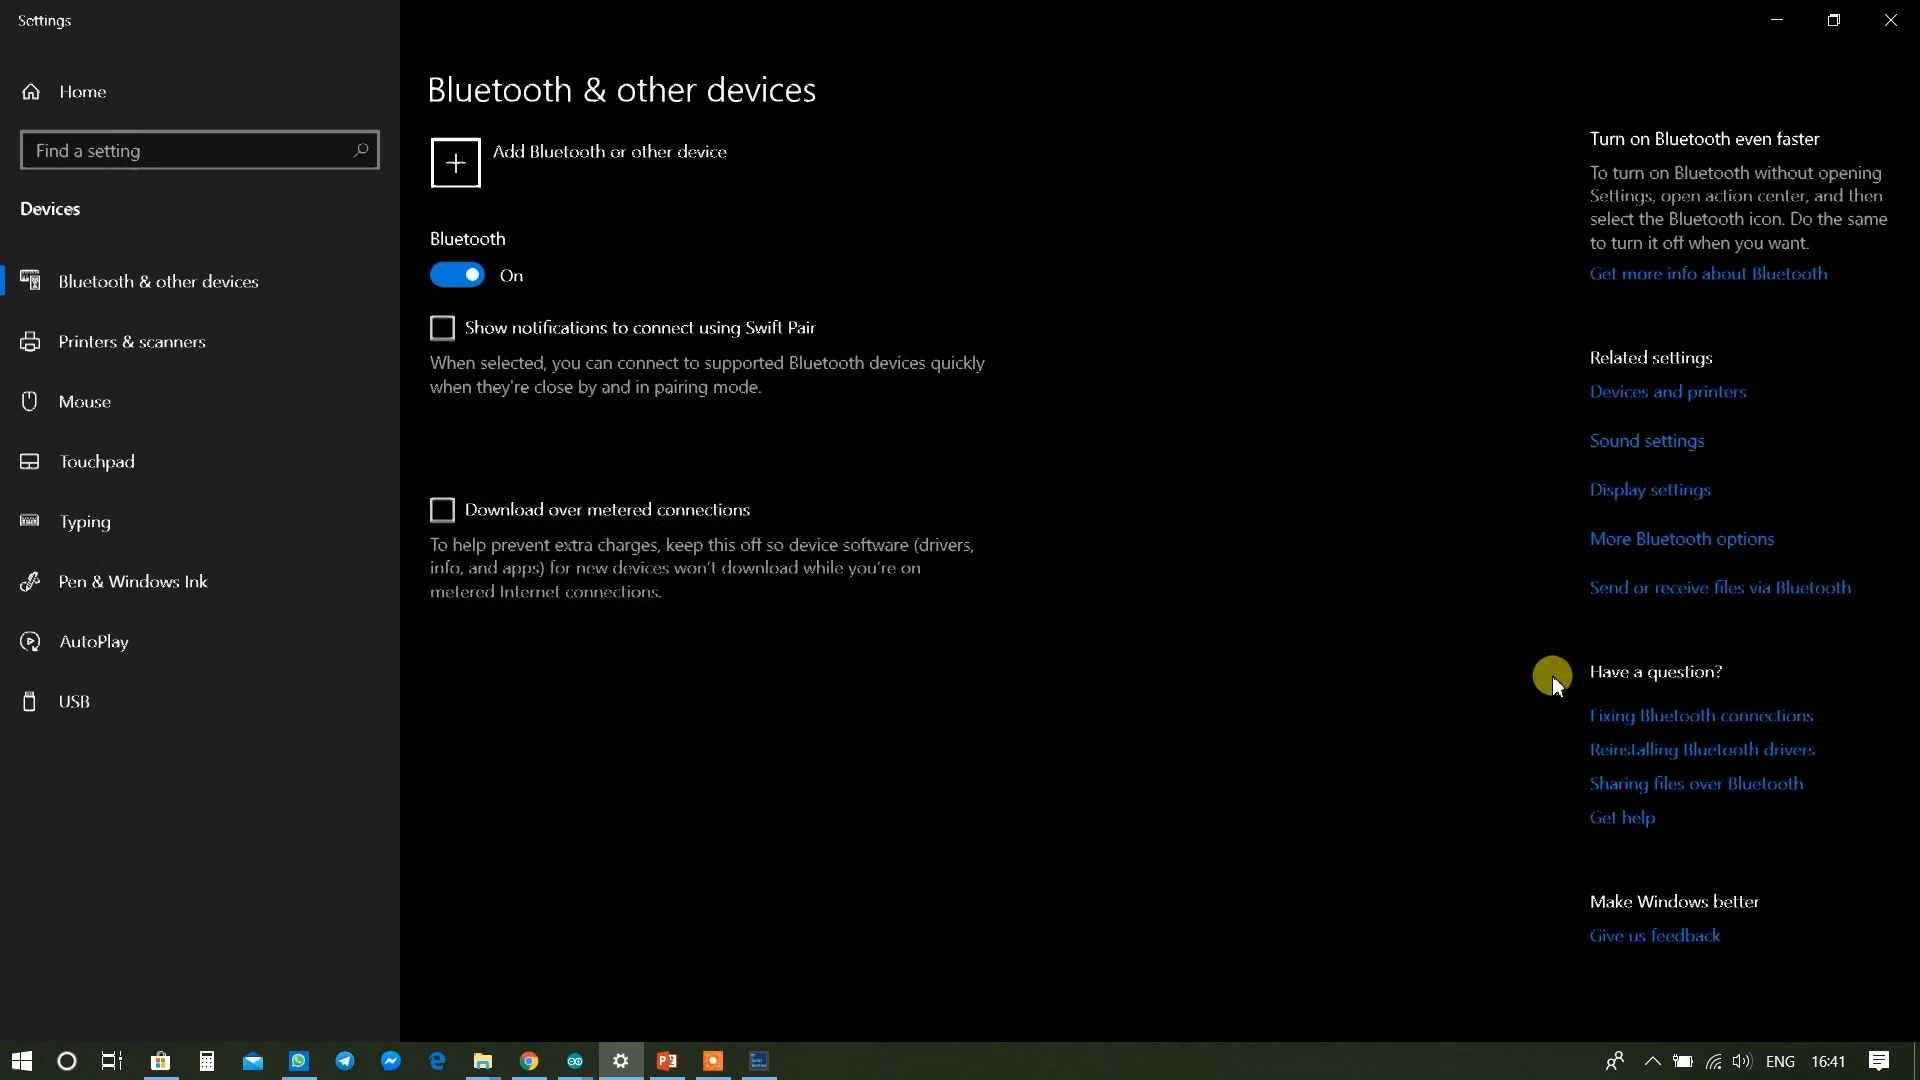 Settings
Home
Find a setting
Devices
Bluetooth & other devices
Printers & scanners
Mouse
Touchpad
Typing
Pen & Windows Ink
AutoPlay
USB
Bluetooth & other devices
Add Bluetooth or other device
Bluetooth
On
Show notifications to connect using Swift Pair
When selected, you can connect to supported Bluetooth devices quickly
when they're close by and in pairing mode.
Download over metered connections
To help prevent extra charges, keep this off so device software (drivers,
info, and apps) for new devices won't download while you're on
metered Internet connections.
Turn on Bluetooth even faster
To turn on Bluetooth without opening
Settings, open action center, and then
select the Bluetooth icon. Do the same
to turn it off when you want.
Get more info about Bluetooth
Related settings
Devices and printers
Sound settings
Display settings
More Bluetooth options
Send or receive files via Bluetooth
Have a question?
Fixing Bluetooth connections
Reinstalling Bluetooth drivers
Sharing files over Bluetooth
Get help
Make Windows better
Give us feedback
ENG
16:41